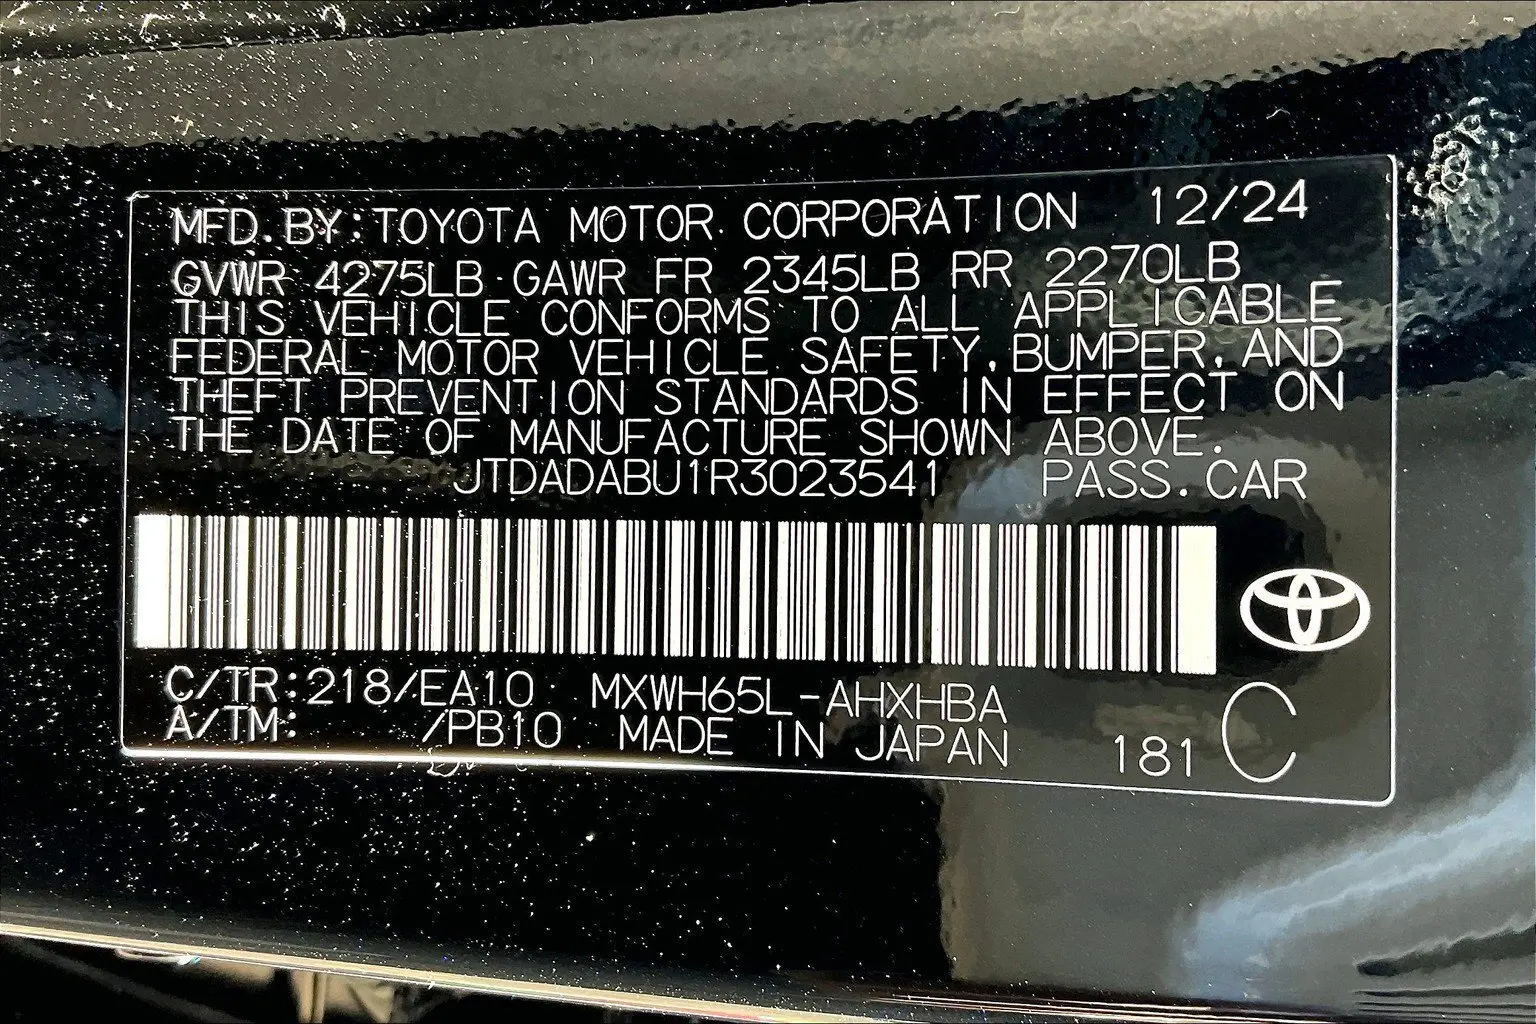 MFD. BY: TOYOTA MOTOR CORPORATION 12/24
GVWR 4275LB GAWR FR 2345LB RR 2270LB
THIS VEHICLE CONFORMS TO ALL APPLICABLE
FEDERAL MOTOR VEHICLE SAFETY, BUMPER, AND
THEFT PREVENTION STANDARDS IN EFFECT ON
THE DATE OF MANUFACTURE SHOWN ABOVE.
JTDADABU1R3023541 PASS. CAR
C/TR: 218/EA10 MXWH65L-AHXHBA
A/TM: /PB10 MADE IN JAPAN 181 C